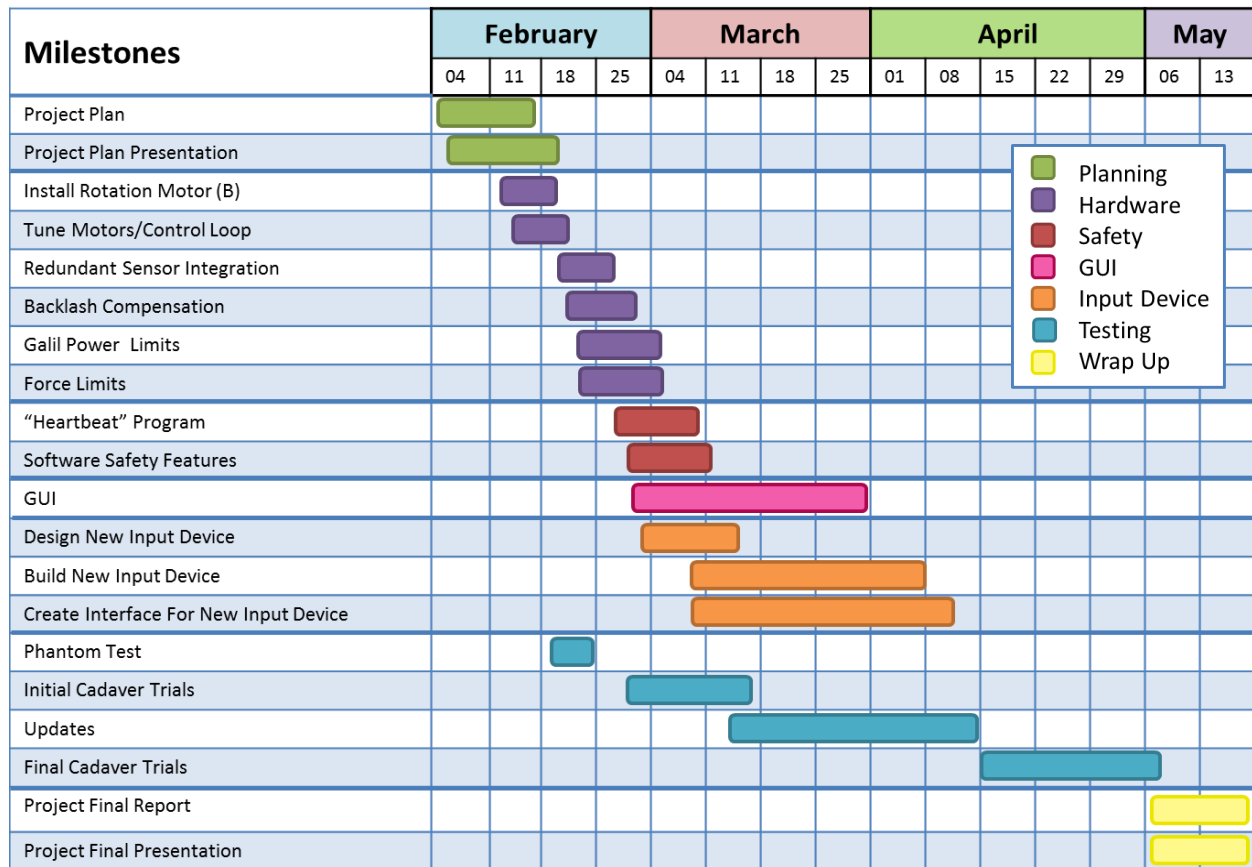 Milestones
February March April May
04 11 18 25 04 11 18 25 01 08 15 22 29 06 13
Project Plan
Project Plan Presentation
Install Rotation Motor (B)
Tune Motors/Control Loop
Redundant Sensor Integration
Backlash Compensation
Galil Power Limits
Force Limits
“Heartbeat” Program
Software Safety Features
GUI
Design New Input Device
Build New Input Device
Create Interface For New Input Device
Phantom Test
Initial Cadaver Trials
Updates
Final Cadaver Trials
Project Final Report
Project Final Presentation
Planning
Hardware
Safety
GUI
Input Device
Testing
Wrap Up